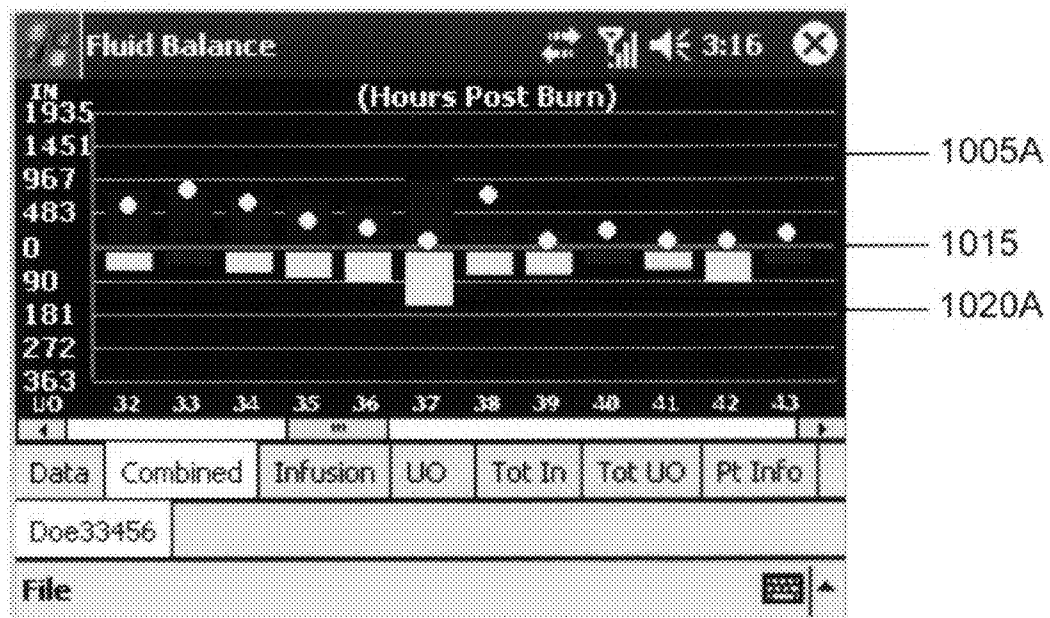 Fluid Balance 3:16
IN (Hours Post Burn)
1935
1451
1005A
967
483
0
1015
90
181
1020A
272
363
UO 32 33 34 35 36 37 38 39 40 41 42 43
Data Combined Infusion UO Tot In Tot UO Pt Info
Doe33456
File